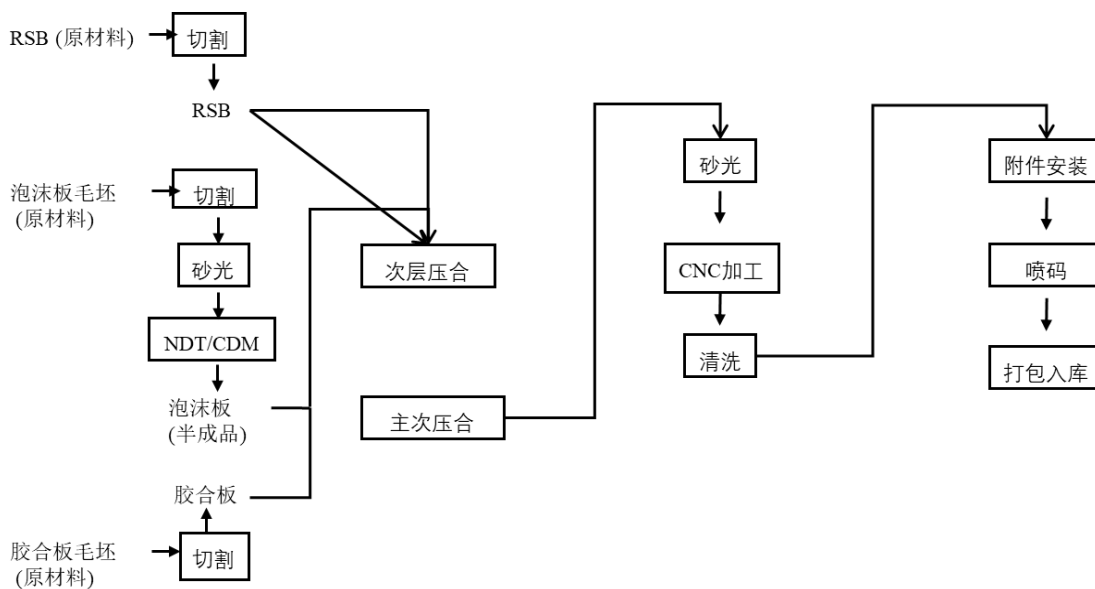 RSB (原材料)
切割
RSB
泡沫板毛坯
(原材料)
切割
砂光
NDT/CDM
泡沫板
(半成品)
胶合板
胶合板毛坯
(原材料)
切割
次层压合
主次压合
砂光
CNC加工
清洗
附件安装
喷码
打包入库